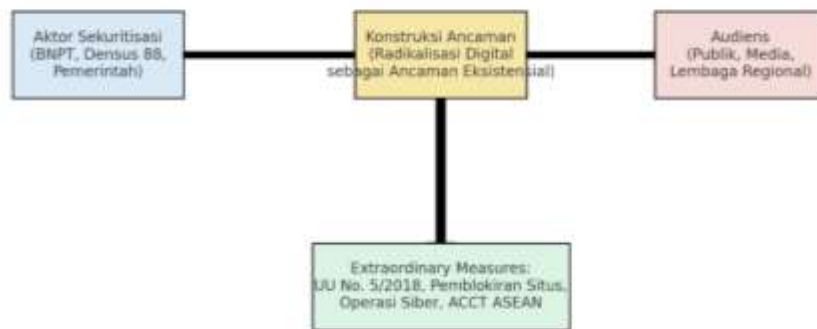 Aktor Sekuritisasi
(BNPT, Densus 88,
Pemerintah)
Konstruksi Ancaman
(Radikalisasi Digital
sebagai Ancaman Eksistensial)
Audiens
(Publik, Media,
Lembaga Regional)
Extraordinary Measures:
UU No. 5/2018, Pemblokiran Situs,
Operasi Siber, ACCT ASEAN